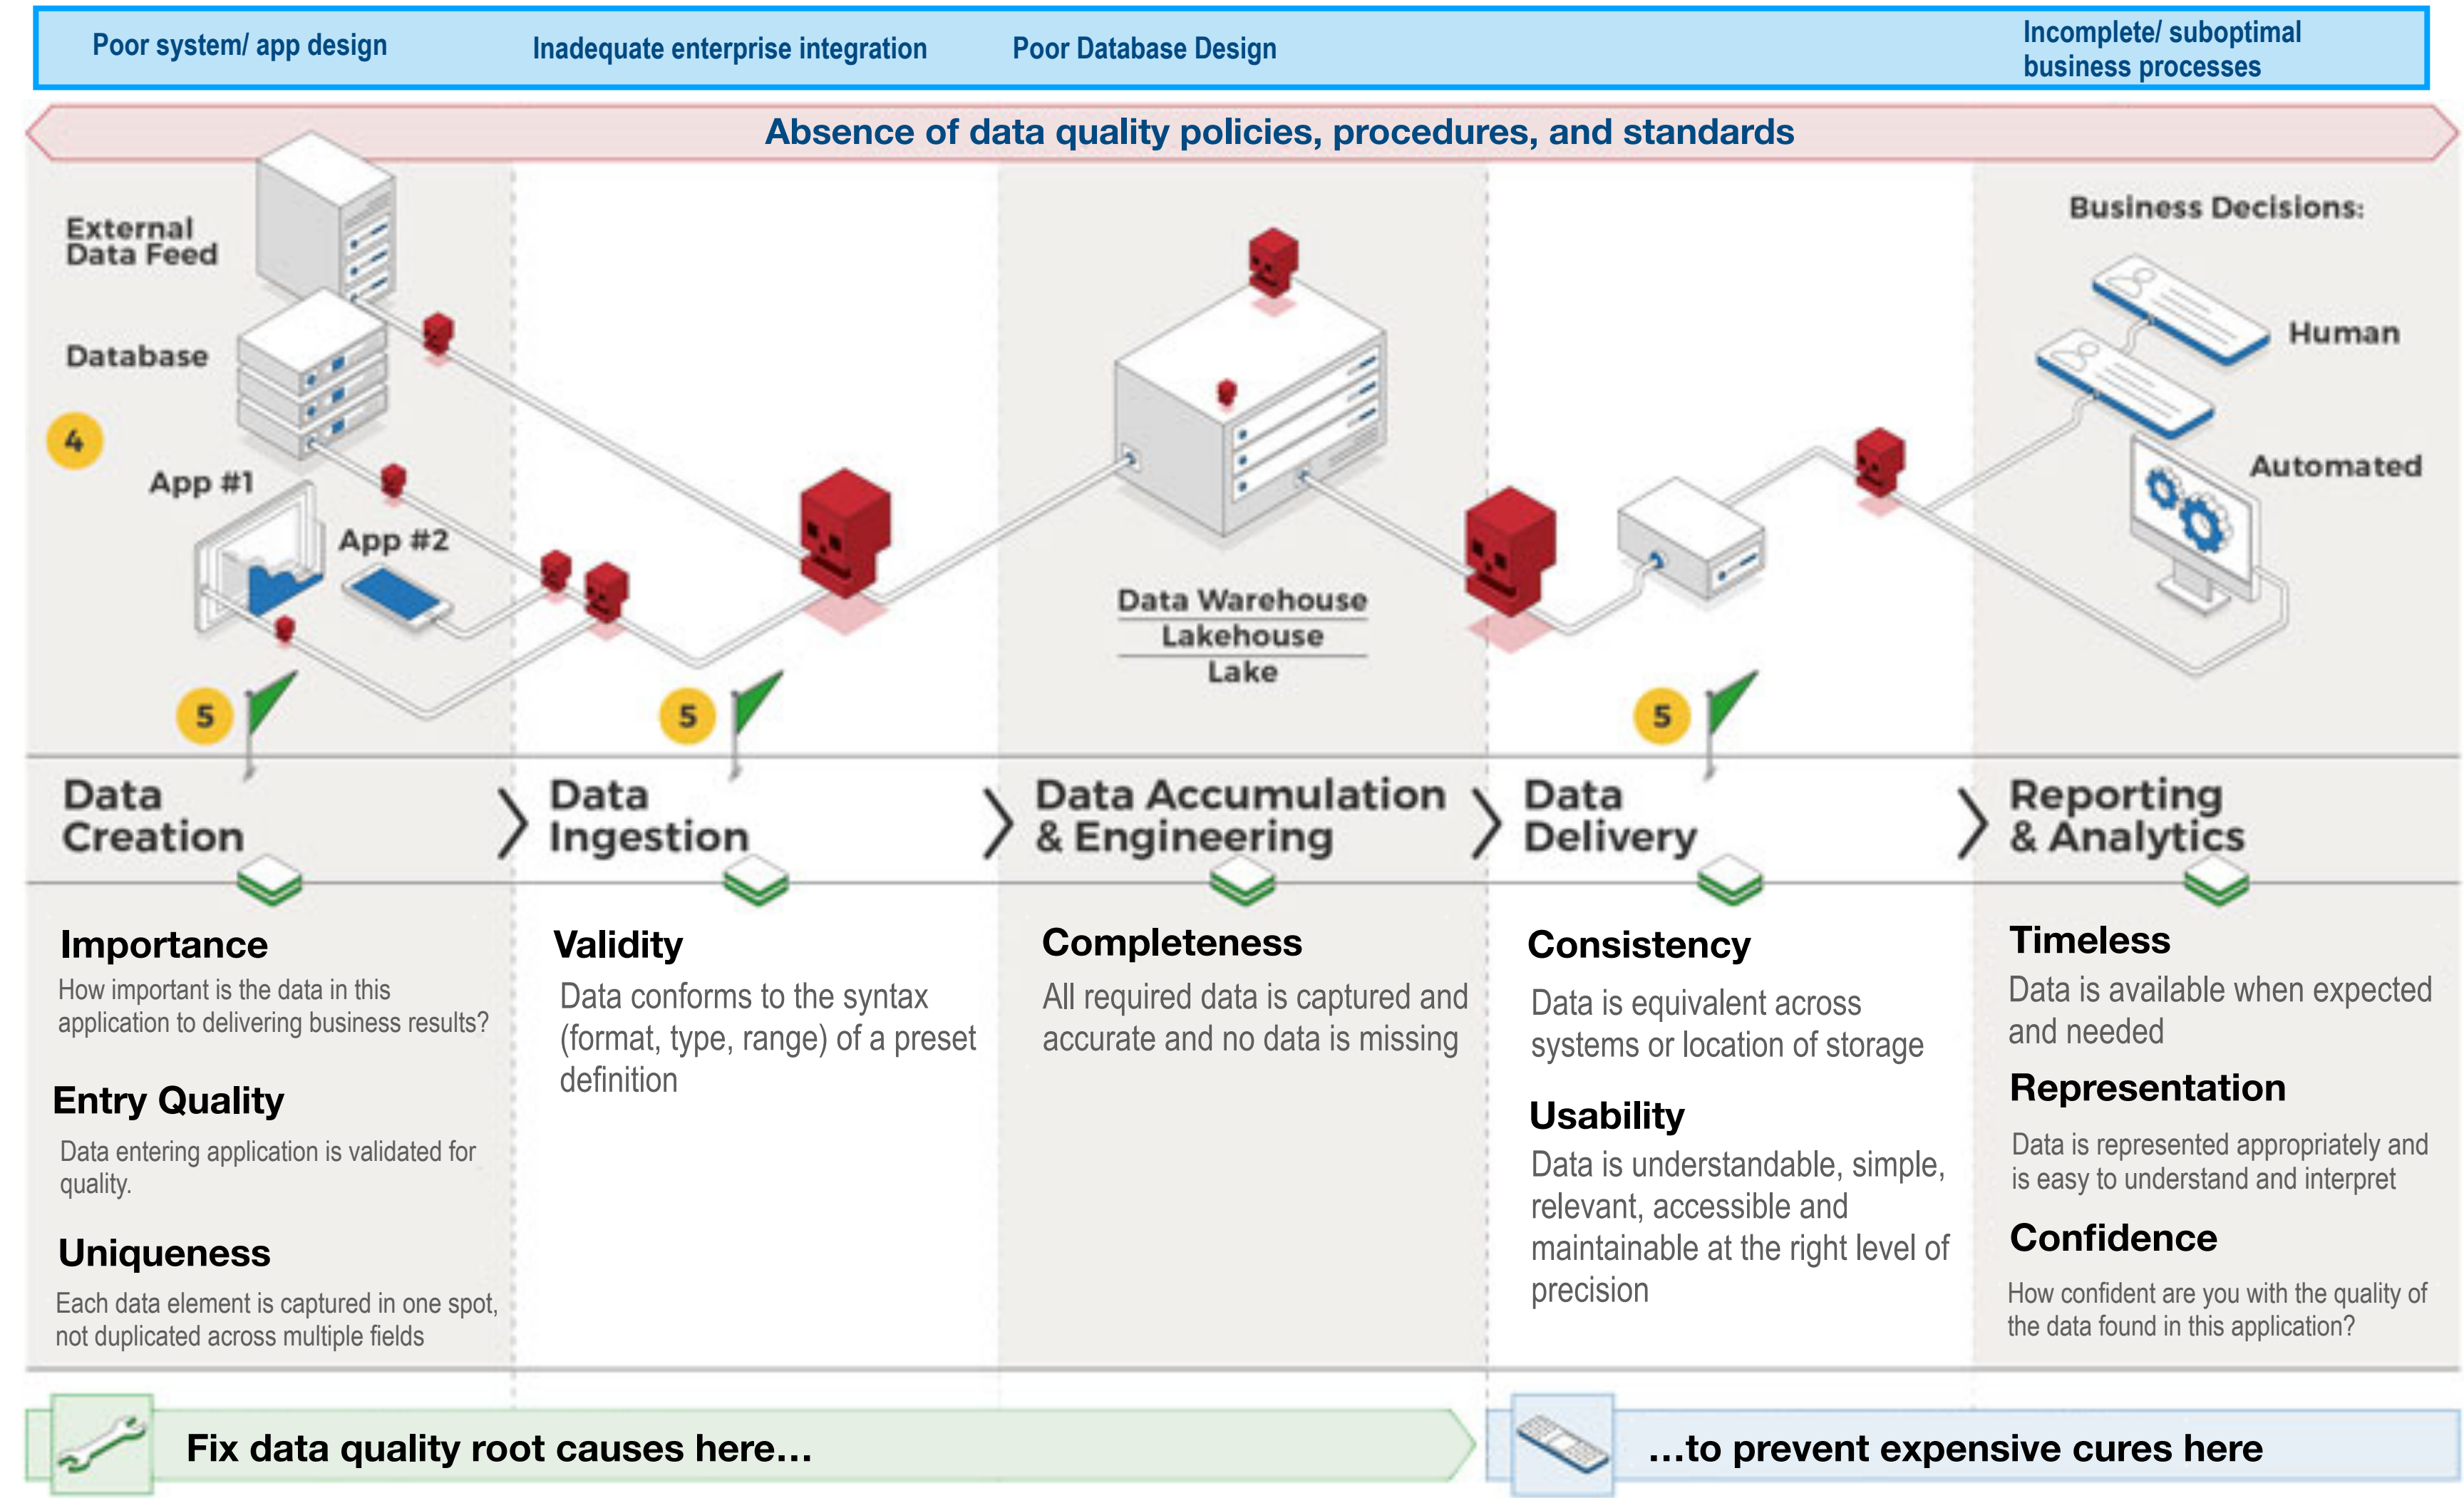 Poor system/ app design
Inadequate enterprise integration
Poor Database Design
Incomplete/ suboptimal
business processes
Absence of data quality policies, procedures, and standards
External
Data Feed
Database
4
App #1
App #2
5
5
Data Warehouse
Lakehouse
Lake
5
Business Decisions:
Human
Automated
Data
Creation
Data
Ingestion
Data Accumulation
& Engineering
Data
Delivery
Reporting
& Analytics
Importance
How important is the data in this
application to delivering business results?
Entry Quality
Data entering application is validated for
quality.
Uniqueness
Each data element is captured in one spot,
not duplicated across multiple fields
Validity
Data conforms to the syntax
(format, type, range) of a preset
definition
Completeness
All required data is captured and
accurate and no data is missing
Consistency
Data is equivalent across
systems or location of storage
Usability
Data is understandable, simple,
relevant, accessible and
maintainable at the right level of
precision
Timeless
Data is available when expected
and needed
Representation
Data is represented appropriately and
is easy to understand and interpret
Confidence
How confident are you with the quality of
the data found in this application?
Fix data quality root causes here...
...to prevent expensive cures here